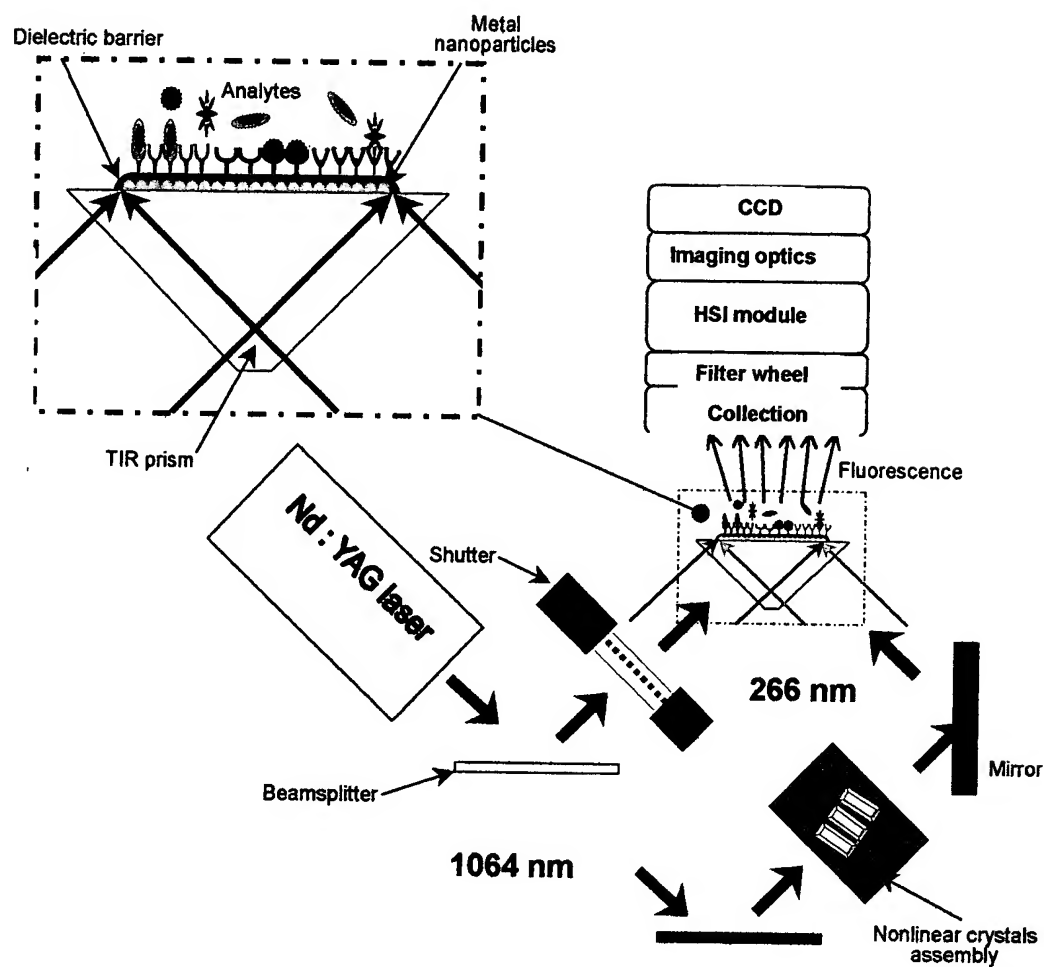 Dielectric barrier
Metal
nanoparticles
Analytes
TIR prism
CCD
Imaging optics
HSI module
Filter wheel
Collection
Fluorescence
Nd : YAG laser
Shutter
266 nm
Beamsplitter
Mirror
1064 nm
Nonlinear crystals
assembly